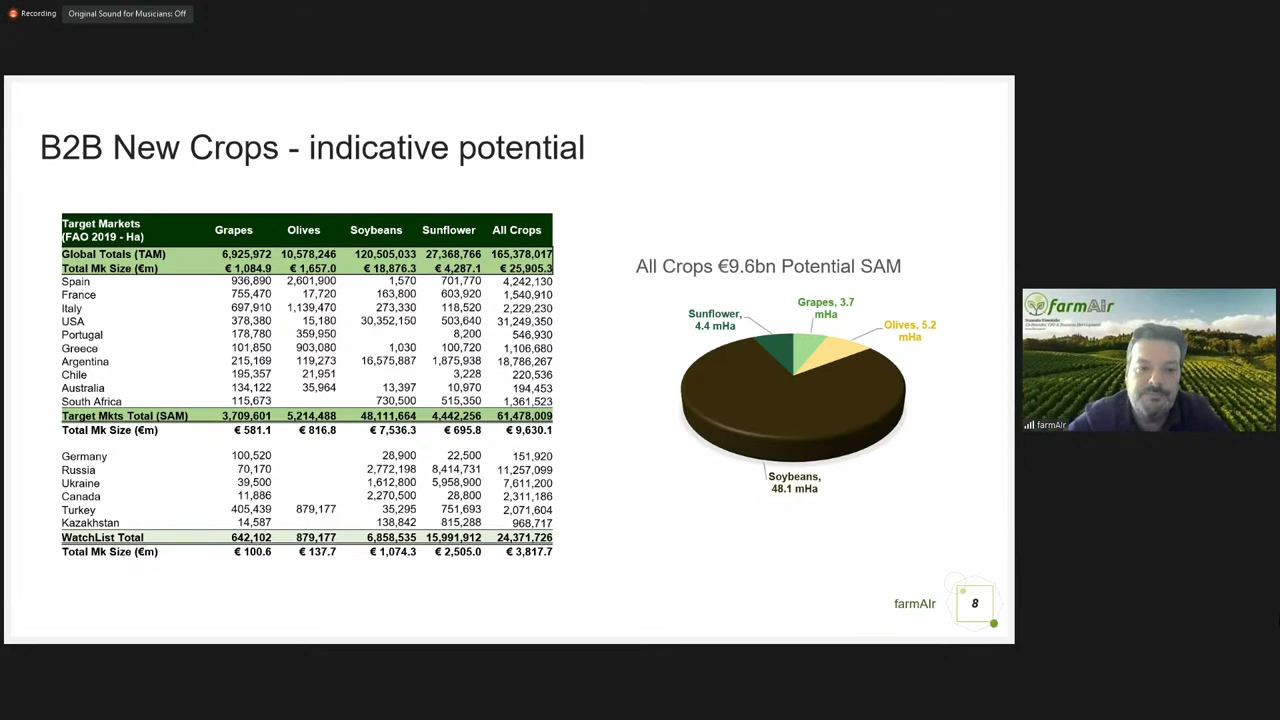 Recording
Original Sound for Musicians: Off
B2B New Crops - indicative potential
Target Markets (FAO 2019 - Ha) Grapes Olives Soybeans Sunflower All Crops
Global Totals (TAM) 6,925,972 10,578,246 120,505,033 27,368,766 165,378,017
Total Mk Size (€m) € 1,084.9 € 1,657.0 € 18,876.3 € 4,287.1 € 25,905.3
Spain 936,890 2,601,900 1,570 701,770 4,242,130
France 755,470 17,720 163,800 603,920 1,540,910
Italy 697,910 1,139,470 273,330 118,520 2,229,230
USA 378,380 15,180 30,352,150 503,640 31,249,350
Portugal 178,780 359,950 8,200 546,930
Greece 101,850 903,080 1,030 100,720 1,106,680
Argentina 215,169 119,273 16,575,887 1,875,938 18,786,267
Chile 195,357 21,951 3,228 220,536
Australia 134,122 35,964 13,397 10,970 194,453
South Africa 115,673 730,500 515,350 1,361,523
Target Mkts Total (SAM) 3,709,601 5,214,488 48,111,664 4,442,256 61,478,009
Total Mk Size (€m) € 581.1 € 816.8 € 7,536.3 € 695.8 € 9,630.1
Germany 100,520 28,900 22,500 151,920
Russia 70,170 2,772,198 8,414,731 11,257,099
Ukraine 39,500 1,612,800 5,958,900 7,611,200
Canada 11,886 2,270,500 28,800 2,311,186
Turkey 405,439 879,177 35,295 751,693 2,071,604
Kazakhstan 14,587 138,842 815,288 968,717
WatchList Total 642,102 879,177 6,858,535 15,991,912 24,371,726
Total Mk Size (€m) € 100.6 € 137.7 € 1,074.3 € 2,505.0 € 3,817.7
All Crops €9.6bn Potential SAM
Grapes, 3.7
mHa
Sunflower,
4.4 mHa
Olives, 5.2
mHa
Soybeans,
48.1 mHa
farmAIr
8
farmAIr
farmAIr